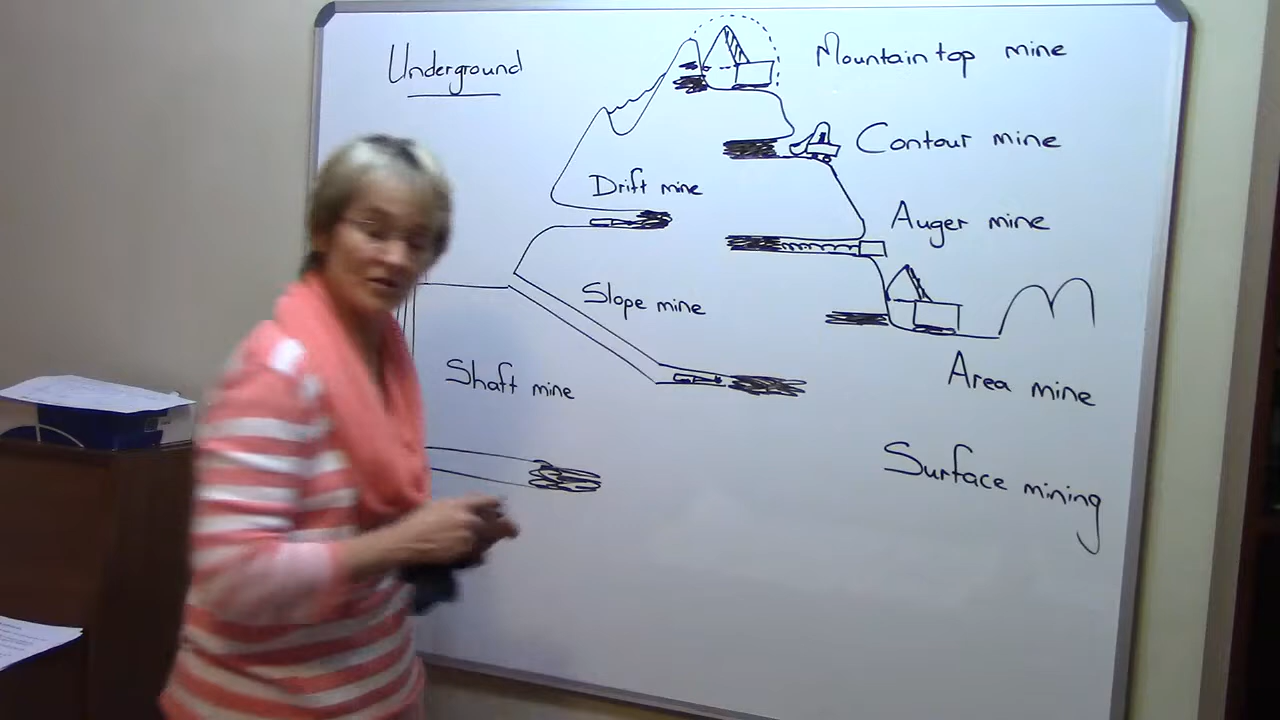 Underground
Mountain top mine
Contour mine
Drift mine
Auger mine
Slope mine
Shaft mine
Area mine
Surface mining